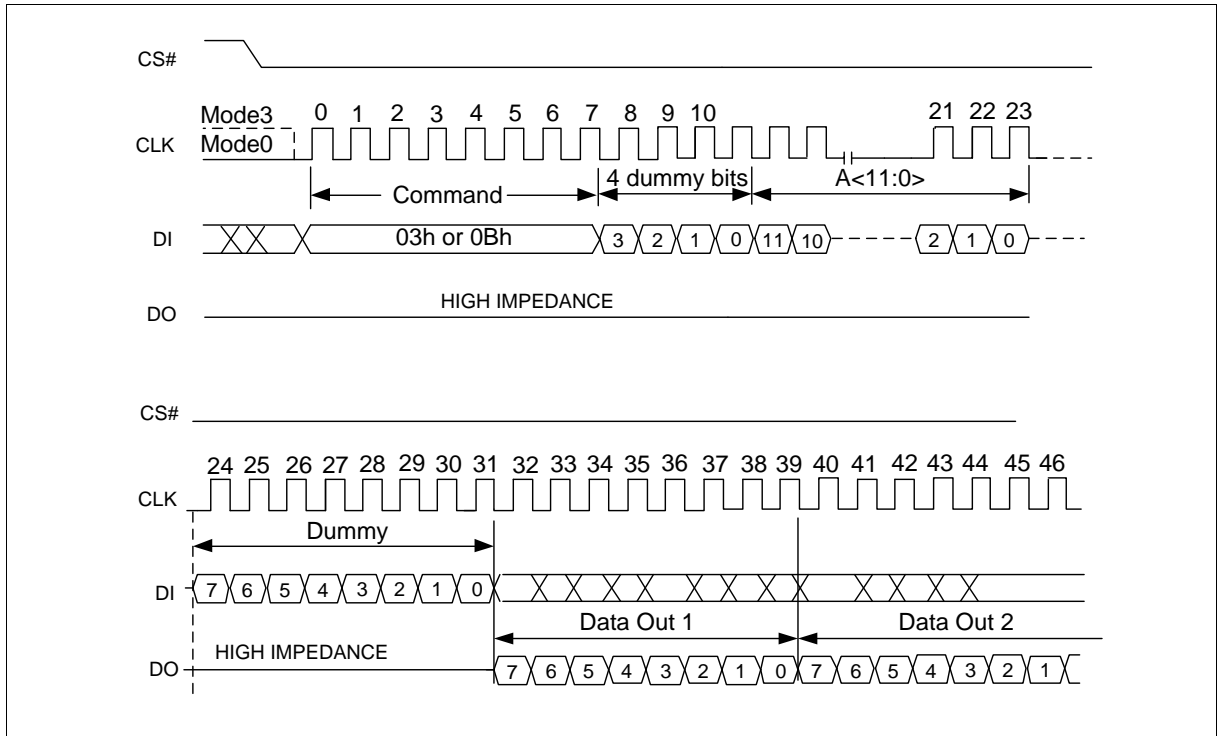 CS#
Mode3
0 1 2 3 4 5 6 7 8 9 10 21 22 23
CLK
Mode0
Command
4 dummy bits
A<11:0>
DI
03h or 0Bh
3 2 1 0 11 10 2 1 0
HIGH IMPEDANCE
DO
CS#
24 25 26 27 28 29 30 31 32 33 34 35 36 37 38 39 40 41 42 43 44 45 46
CLK
Dummy
DI
7 6 5 4 3 2 1 0
Data Out 1
Data Out 2
HIGH IMPEDANCE
DO
7 6 5 4 3 2 1 0 7 6 5 4 3 2 1